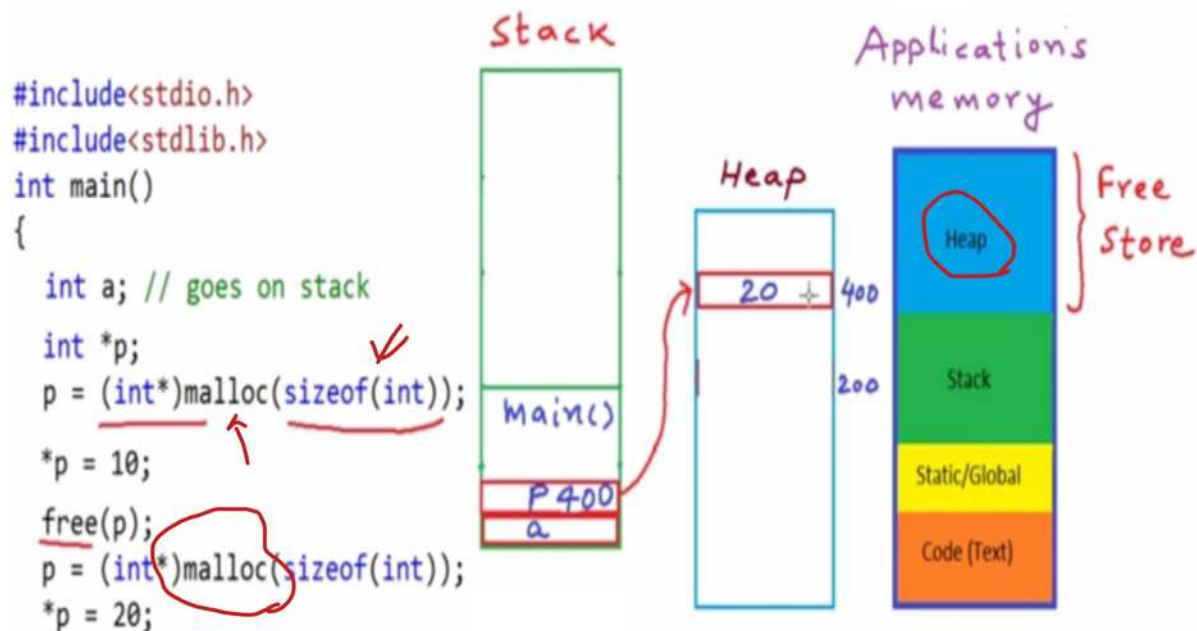 #include<stdio.h>
#include<stdlib.h>
int main()
{
int a; // goes on stack
int *p;
p = (int*)malloc(sizeof(int));
*p = 10;
free(p);
p = (int*)malloc(sizeof(int));
*p = 20;
Stack
main()
P 400
a
Heap
20
400
200
Application's
memory
Heap
Stack
Static/Global
Code (Text)
Free
Store